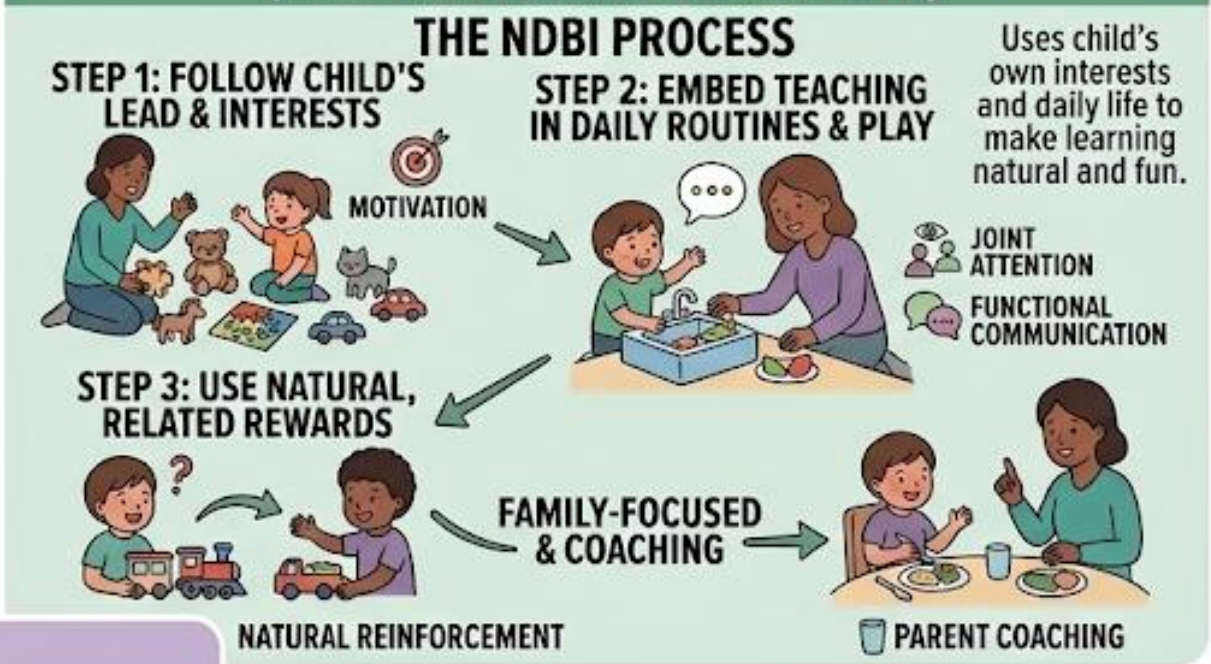 THE NDBI PROCESS
STEP 1: FOLLOW CHILD'S
LEAD & INTERESTS
MOTIVATION
STEP 2: EMBED TEACHING
IN DAILY ROUTINES & PLAY
Uses child's
own interests
and daily life to
make learning
natural and fun.
JOINT
ATTENTION
FUNCTIONAL
COMMUNICATION
STEP 3: USE NATURAL,
RELATED REWARDS
?
FAMILY-FOCUSED
& COACHING
NATURAL REINFORCEMENT
PARENT COACHING